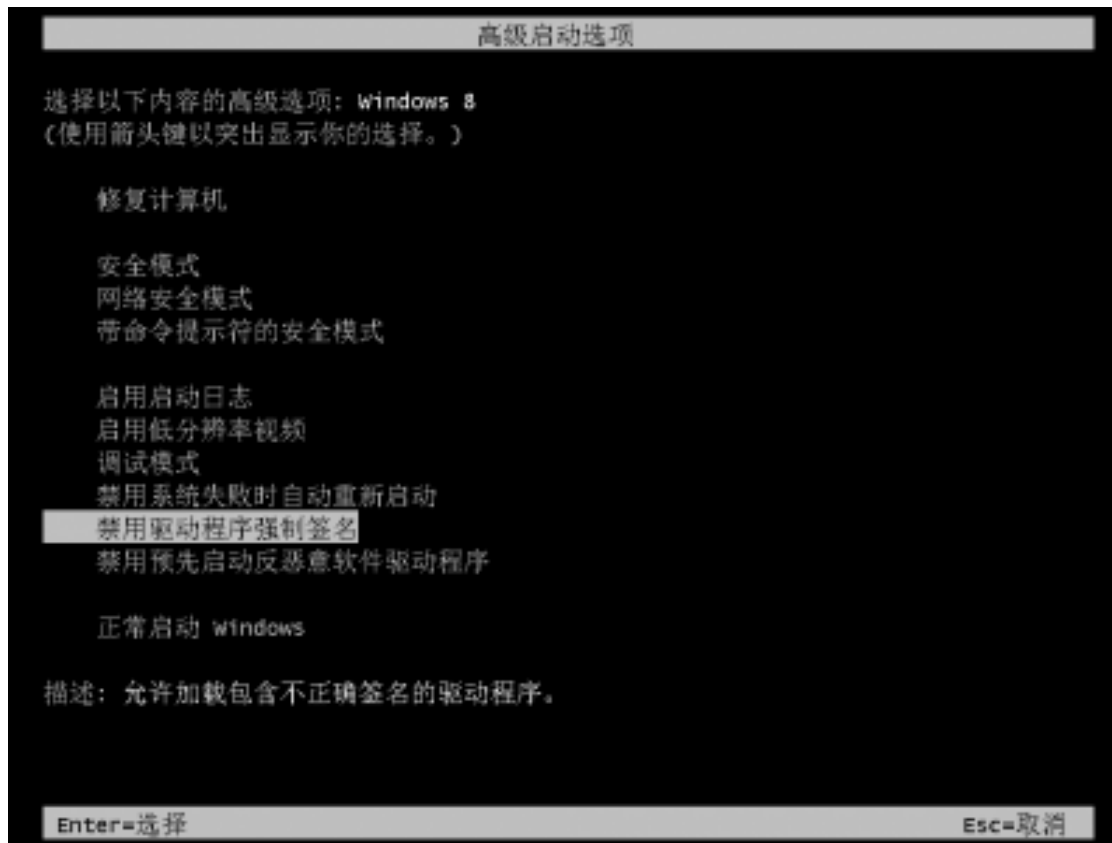 高级启动选项
选择以下内容的高级选项: Windows 8
(使用箭头键以突出显示你的选择。)
修复计算机
安全模式
网络安全模式
带命令提示符的安全模式
启用启动日志
启用低分辨率视频
调试模式
禁用系统失败时自动重新启动
禁用驱动程序强制签名
禁用预先启动反恶意软件驱动程序
正常启动 Windows
描述: 允许加载包含不正确签名的驱动程序。
Enter=选择 Esc=取消